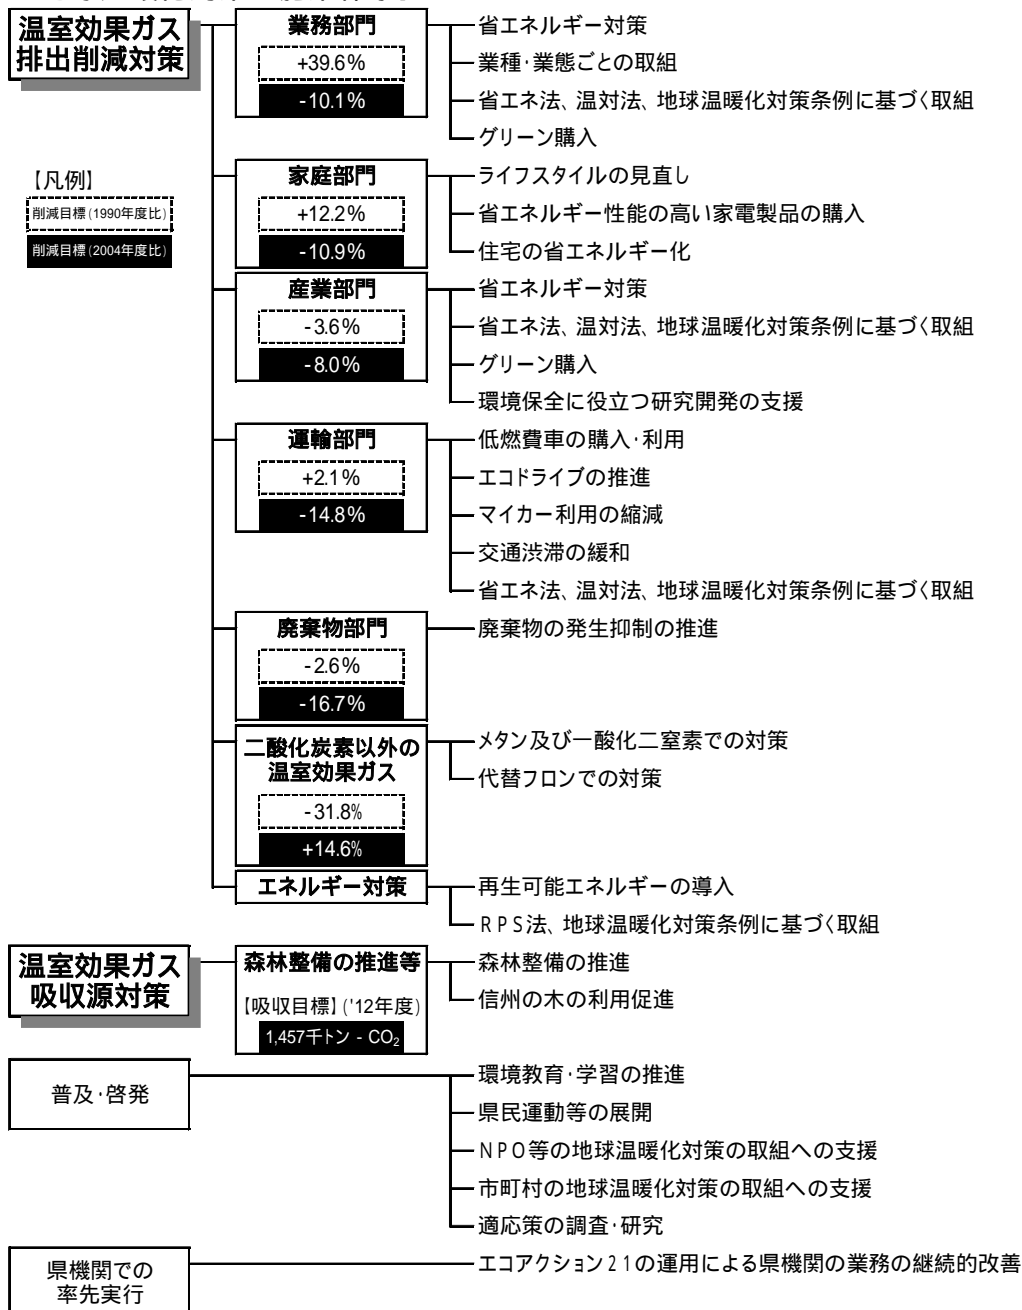 温室効果ガス
排出削減対策
【凡例】
削減目標(1990年度比)
削減目標(2004年度比)
業務部門
+39.6%
-10.1%
省エネルギー対策
業種・業態ごとの取組
省エネ法、温対法、地球温暖化対策条例に基づく取組
グリーン購入
家庭部門
+12.2%
-10.9%
ライフスタイルの見直し
省エネルギー性能の高い家電製品の購入
住宅の省エネルギー化
産業部門
-3.6%
-8.0%
省エネルギー対策
省エネ法、温対法、地球温暖化対策条例に基づく取組
グリーン購入
環境保全に役立つ研究開発の支援
運輸部門
+2.1%
-14.8%
低燃費車の購入・利用
エコドライブの推進
マイカー利用の縮減
交通渋滞の緩和
省エネ法、温対法、地球温暖化対策条例に基づく取組
廃棄物部門
-2.6%
-16.7%
廃棄物の発生抑制の推進
二酸化炭素以外の
温室効果ガス
-31.8%
+14.6%
メタン及び一酸化二窒素での対策
代替フロンでの対策
エネルギー対策
再生可能エネルギーの導入
RPS法、地球温暖化対策条例に基づく取組
温室効果ガス
吸収源対策
森林整備の推進等
【吸収目標】('12年度)
1,457千トン-CO₂
森林整備の推進
信州の木の利用促進
普及・啓発
環境教育・学習の推進
県民運動等の展開
NPO等の地球温暖化対策の取組への支援
市町村の地球温暖化対策の取組への支援
適応策の調査・研究
県機関での
率先実行
エコアクション21の運用による県機関の業務の継続的改善